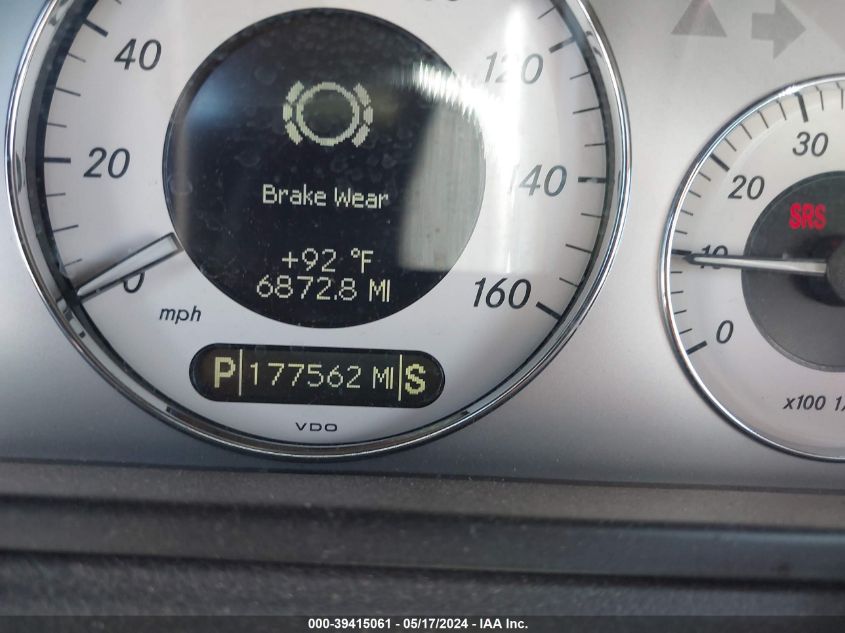 40
120
20
140
Brake Wear
+92 °F
6872.8 MI
0
160
mph
P 177562 MI S
VDO
30
20
SRS
10
0
x100 1/
000-39415061 - 05/17/2024 - IAA Inc.